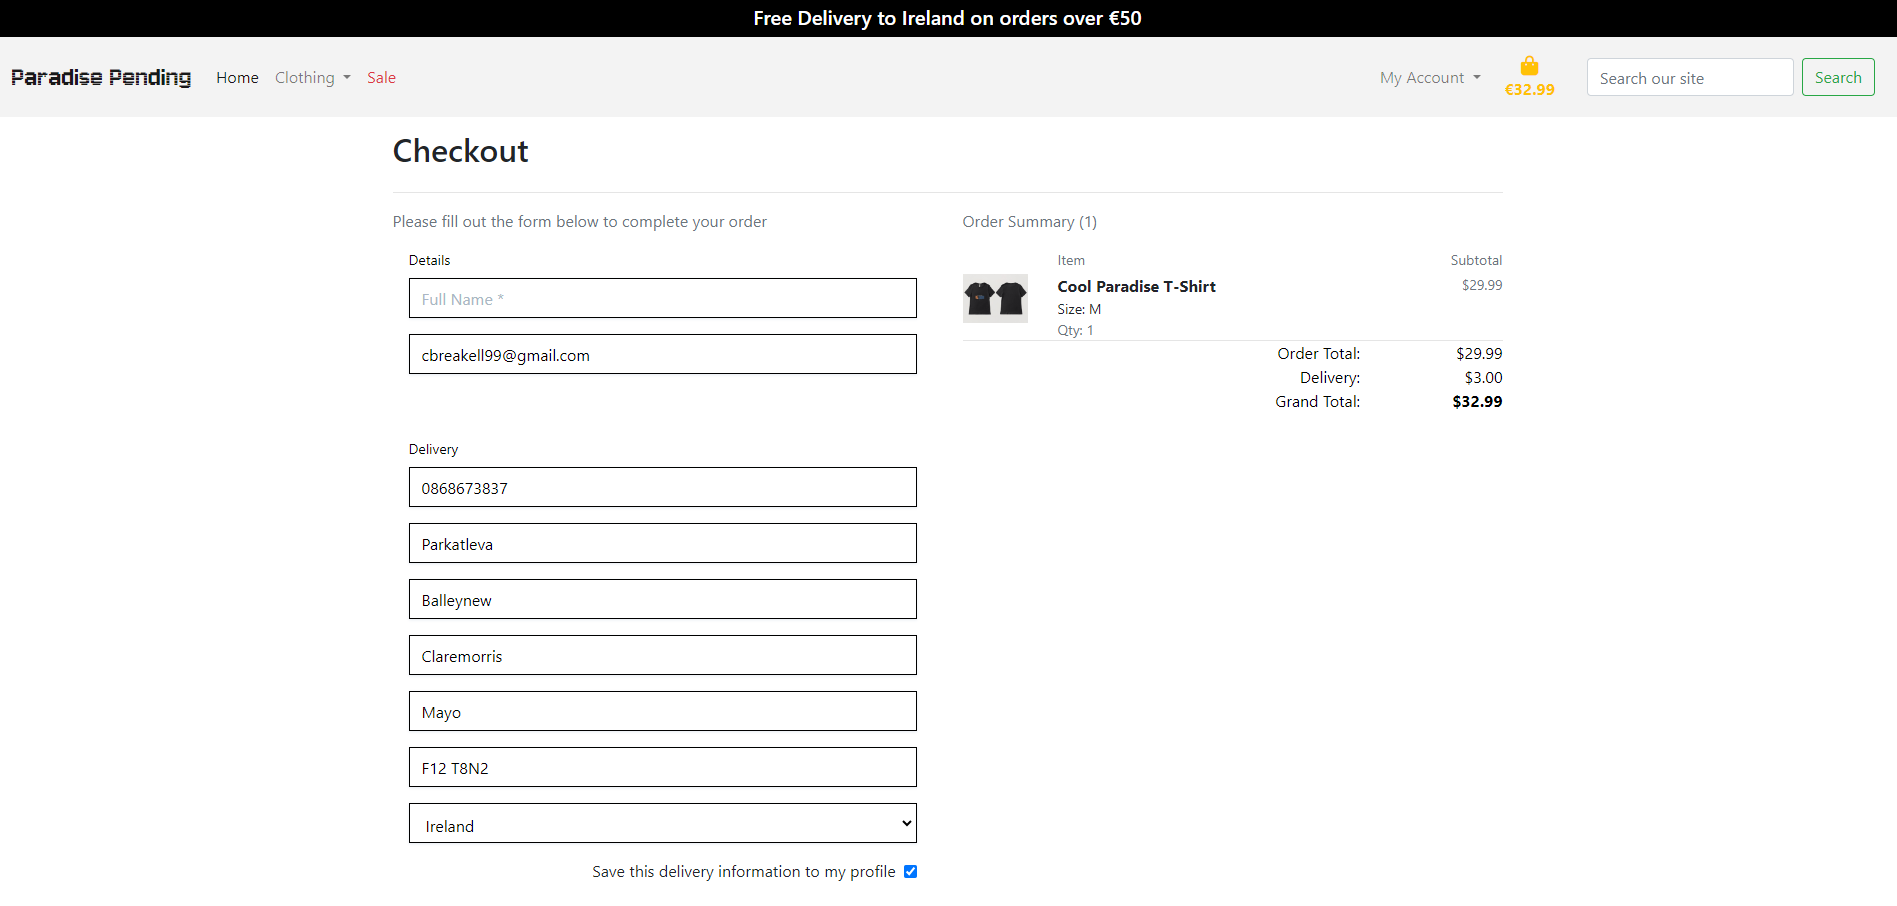 Free Delivery to Ireland on orders over €50
Paradise Pending Home Clothing Sale My Account €32.99 Search our site Search
Checkout
Please fill out the form below to complete your order
Details
Full Name *
cbreakell99@gmail.com
Delivery
0868673837
Parkatleva
Balleynew
Claremorris
Mayo
F12 T8N2
Ireland
Save this delivery information to my profile
Order Summary (1)
Item Subtotal
Cool Paradise T-Shirt $29.99
Size: M
Qty: 1
Order Total: $29.99
Delivery: $3.00
Grand Total: $32.99